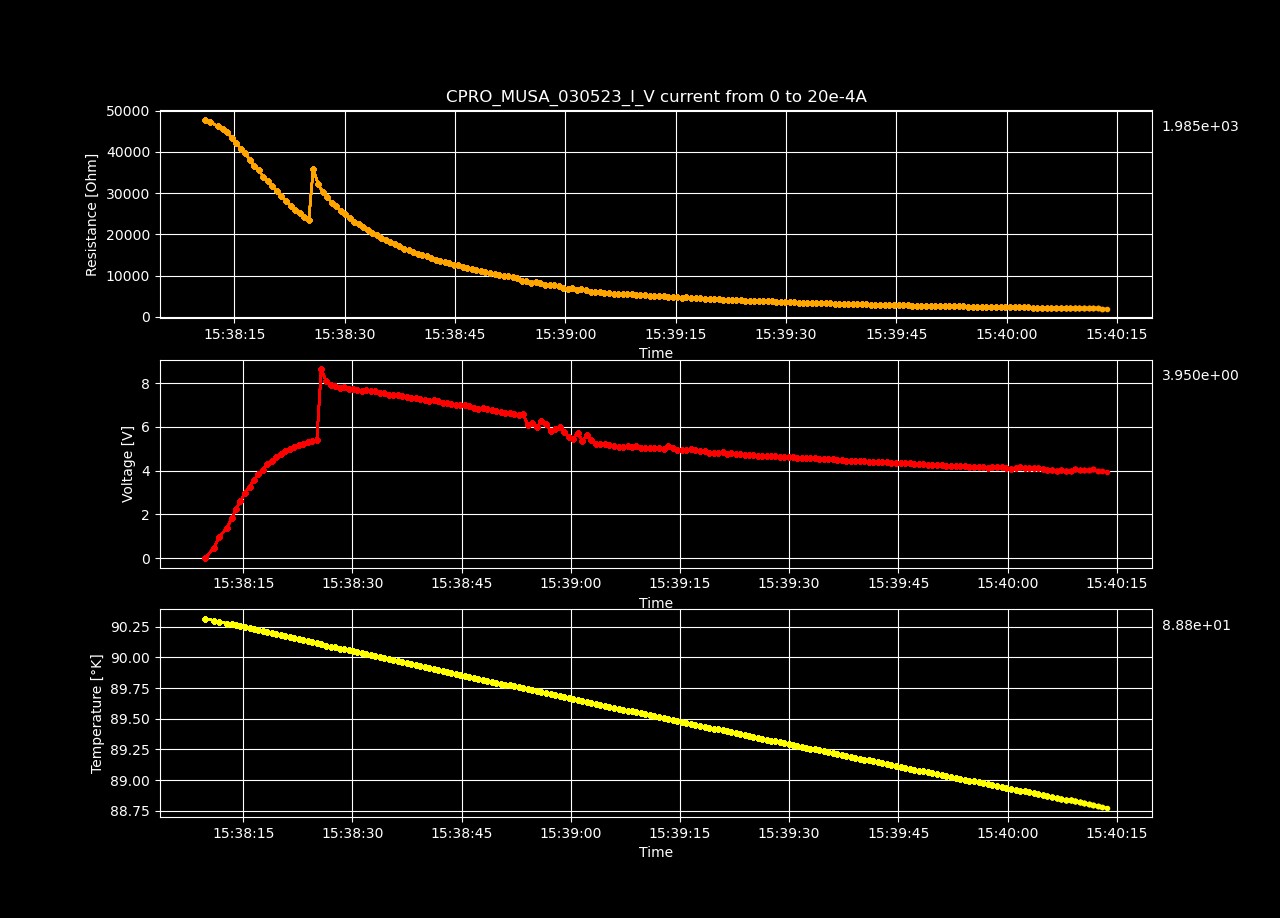 CPRO_MUSA_030523_I_V current from 0 to 20e-4A
50000
40000
30000
20000
10000
0
Resistance [Ohm]
1.985e+03
15:38:15 15:38:30 15:38:45 15:39:00 15:39:15 15:39:30 15:39:45 15:40:00 15:40:15
Time
8
6
4
2
0
Voltage [V]
3.950e+00
15:38:15 15:38:30 15:38:45 15:39:00 15:39:15 15:39:30 15:39:45 15:40:00 15:40:15
Time
90.25
90.00
89.75
89.50
89.25
89.00
88.75
Temperature [°K]
8.88e+01
15:38:15 15:38:30 15:38:45 15:39:00 15:39:15 15:39:30 15:39:45 15:40:00 15:40:15
Time